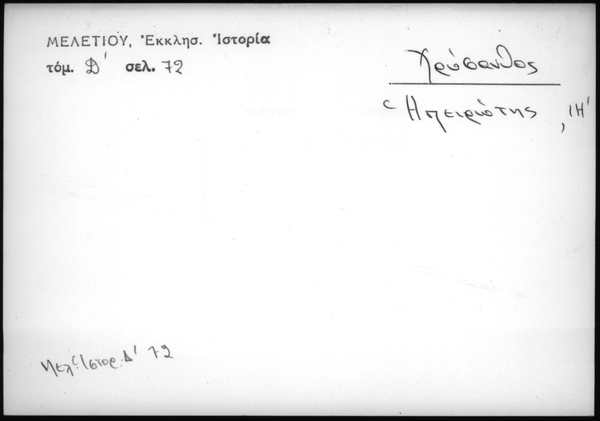 ΜΕΛΕΤΙΟΥ, Ἐκκλησ. Ἱστορία
τόμ. Δ' σελ. 72
Χρύσανθος
Ἠπειρώτης, ΙΗ'
Μελ. Ἱστορ. Δ' 72